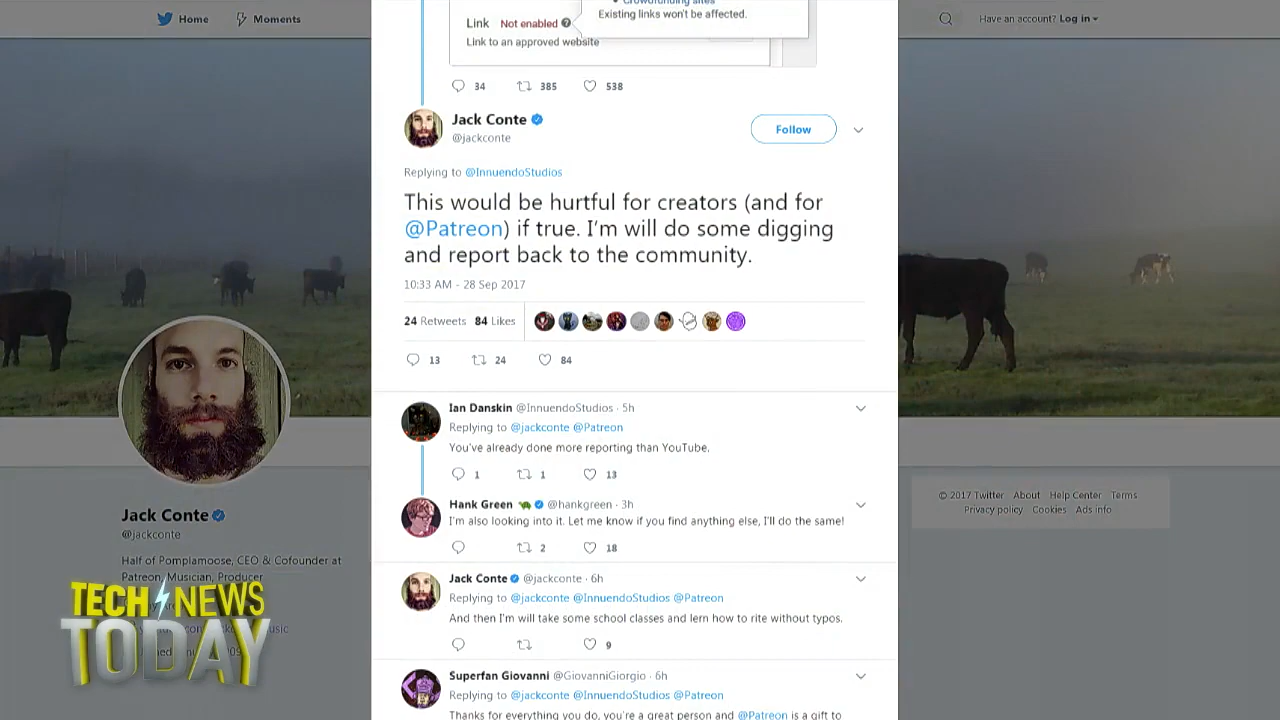 Home
Moments
Have an account? Log in
Crowdfunding sites
Existing links won't be affected.
Link Not enabled
Link to an approved website
34 385 538
Jack Conte
@jackconte
Follow
Replying to @InnuendoStudios
This would be hurtful for creators (and for
@Patreon) if true. I'm will do some digging
and report back to the community.
10:33 AM - 28 Sep 2017
24 Retweets 84 Likes
13 24 84
Ian Danskin @InnuendoStudios · 5h
Replying to @jackconte @Patreon
You've already done more reporting than YouTube.
1 1 13
Hank Green @hankgreen · 3h
I'm also looking into it. Let me know if you find anything else, I'll do the same!
2 18
Jack Conte @jackconte · 6h
Replying to @jackconte @InnuendoStudios @Patreon
And then I'm will take some school classes and lern how to rite without typos.
9
Superfan Giovanni @GiovanniGiorgio · 6h
Replying to @jackconte @InnuendoStudios @Patreon
Thanks for everything you do, you're a great person and @Patreon is a gift to
Jack Conte
@jackconte
Half of Pomplamoose, CEO & Cofounder at
Patreon, Musician, Producer
TECH NEWS
TODAY
© 2017 Twitter About Help Center Terms
Privacy policy Cookies Ads info